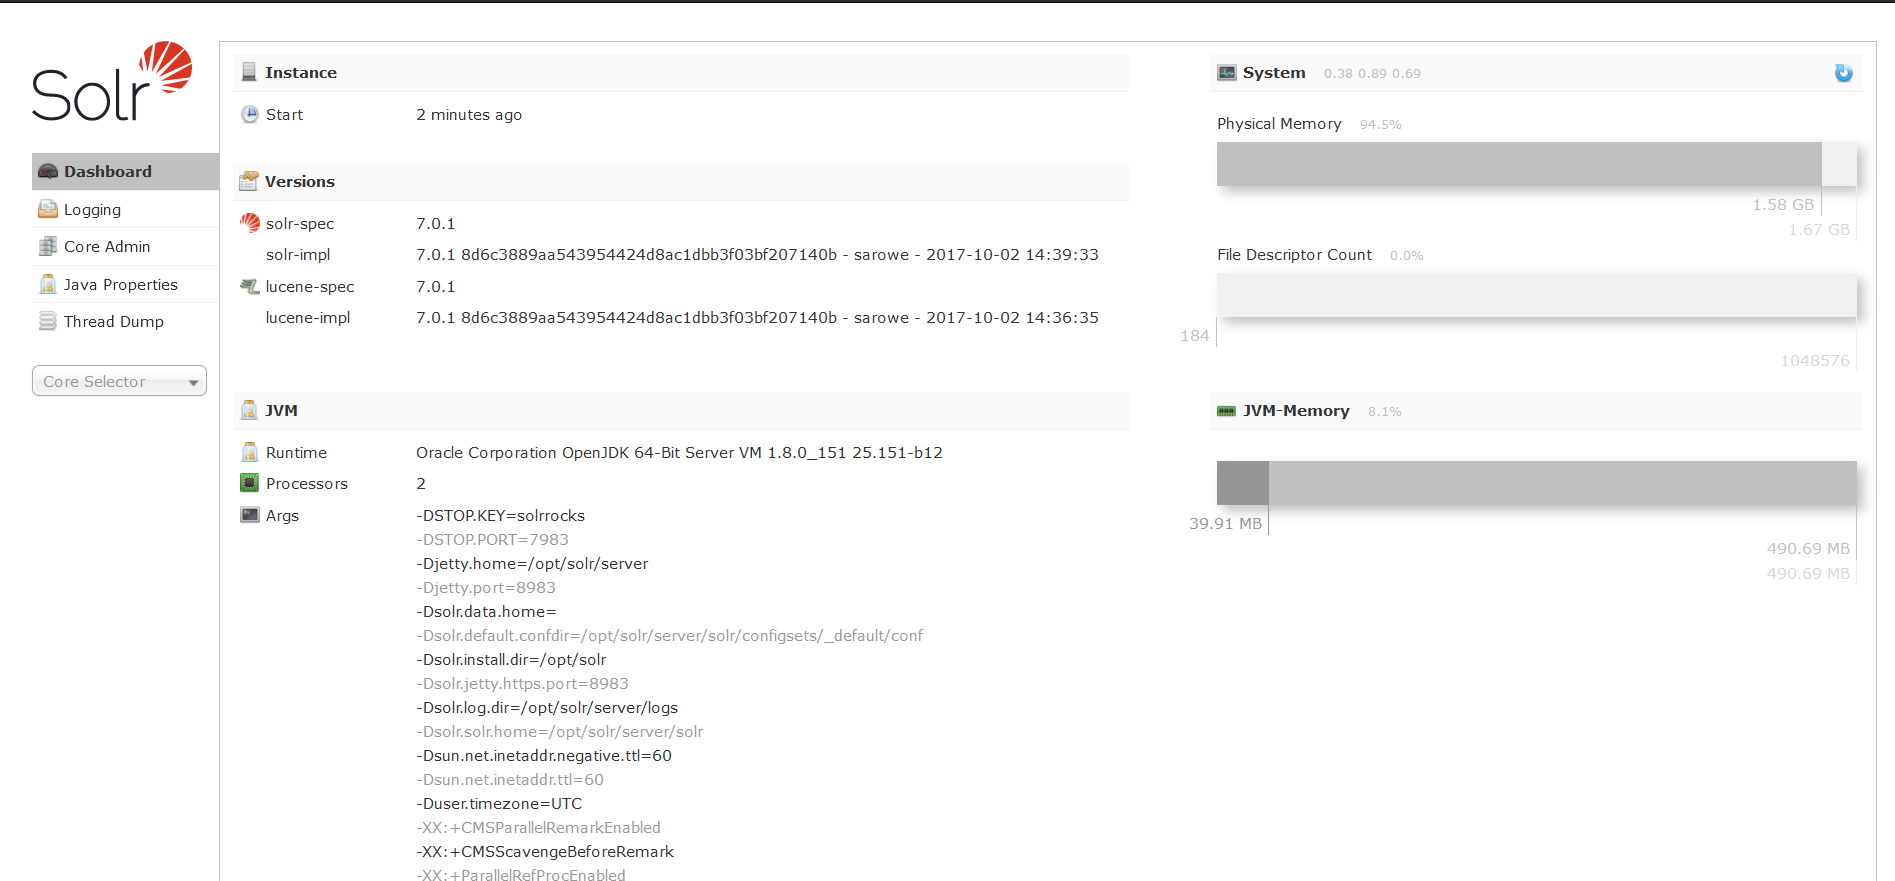 Solr
Dashboard
Logging
Core Admin
Java Properties
Thread Dump
Core Selector
Instance
Start 2 minutes ago
Versions
solr-spec 7.0.1
solr-impl 7.0.1 8d6c3889aa543954424d8ac1dbb3f03bf207140b - sarowe - 2017-10-02 14:39:33
lucene-spec 7.0.1
lucene-impl 7.0.1 8d6c3889aa543954424d8ac1dbb3f03bf207140b - sarowe - 2017-10-02 14:36:35
JVM
Runtime Oracle Corporation OpenJDK 64-Bit Server VM 1.8.0_151 25.151-b12
Processors 2
Args -DSTOP.KEY=solrrocks
-DSTOP.PORT=7983
-Djetty.home=/opt/solr/server
-Djetty.port=8983
-Dsolr.data.home=
-Dsolr.default.confdir=/opt/solr/server/solr/configsets/_default/conf
-Dsolr.install.dir=/opt/solr
-Dsolr.jetty.https.port=8983
-Dsolr.log.dir=/opt/solr/server/logs
-Dsolr.solr.home=/opt/solr/server/solr
-Dsun.net.inetaddr.negative.ttl=60
-Dsun.net.inetaddr.ttl=60
-Duser.timezone=UTC
-XX:+CMSParallelRemarkEnabled
-XX:+CMSScavengeBeforeRemark
-XX:+ParallelRefProcEnabled
System 0.38 0.89 0.69
Physical Memory 94.5%
1.58 GB
1.67 GB
File Descriptor Count 0.0%
184
1048576
JVM-Memory 8.1%
39.91 MB
490.69 MB
490.69 MB